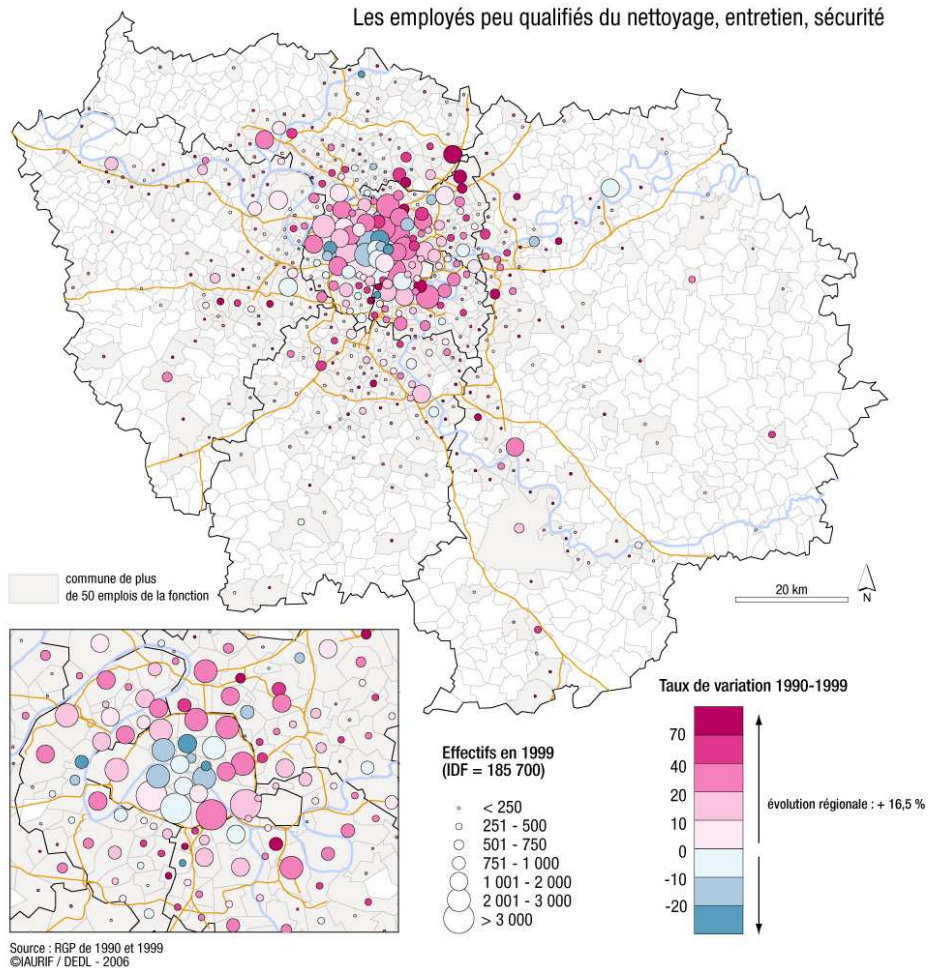 Les employés peu qualifiés du nettoyage, entretien, sécurité
commune de plus
de 50 emplois de la fonction
20 km
N
Taux de variation 1990-1999
70
40
20
10
0
-10
-20
évolution régionale : + 16,5 %
Effectifs en 1999
(IDF = 185 700)
< 250
251 - 500
501 - 750
751 - 1 000
1 001 - 2 000
2 001 - 3 000
> 3 000
Source : RGP de 1990 et 1999
©IAURIF / DEDL - 2006